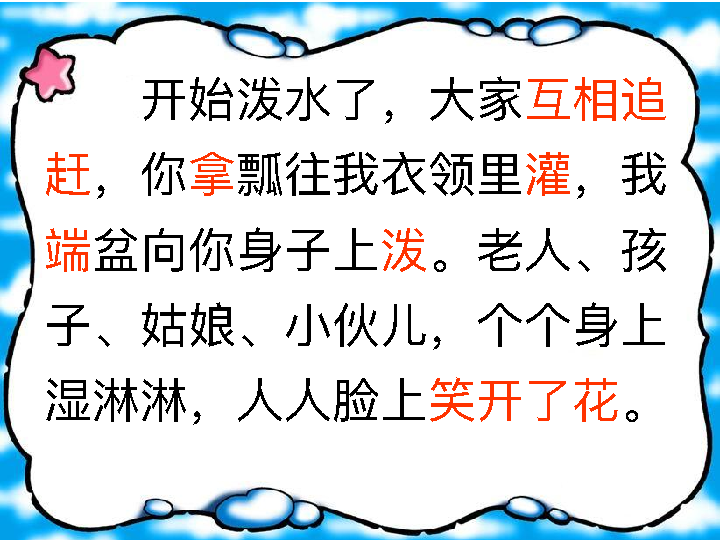 开始泼水了，大家互相追
赶，你拿瓢往我衣领里灌，我
端盆向你身子上泼。老人、孩
子、姑娘、小伙儿，个个身上
湿淋淋，人人脸上笑开了花。